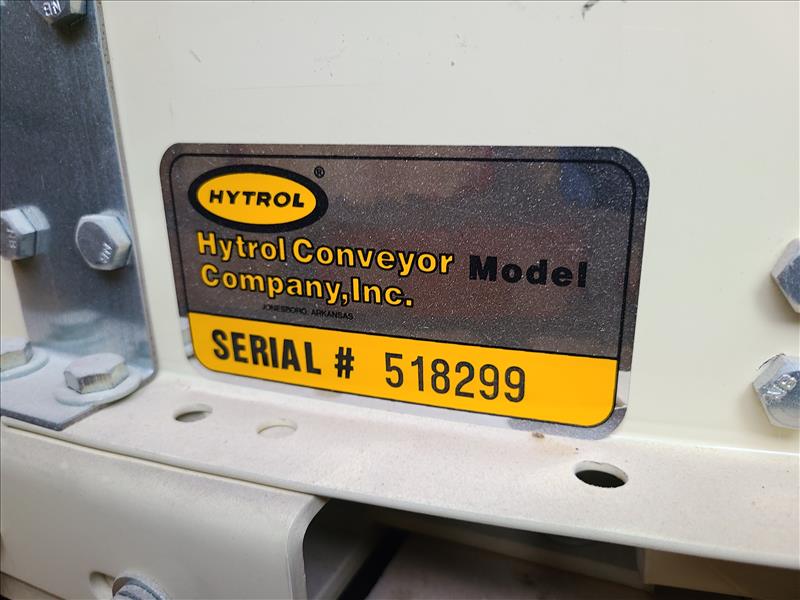 HYTROL®
Hytrol Conveyor
Company,Inc.
Model
JONESBORO, ARKANSAS
SERIAL # 518299